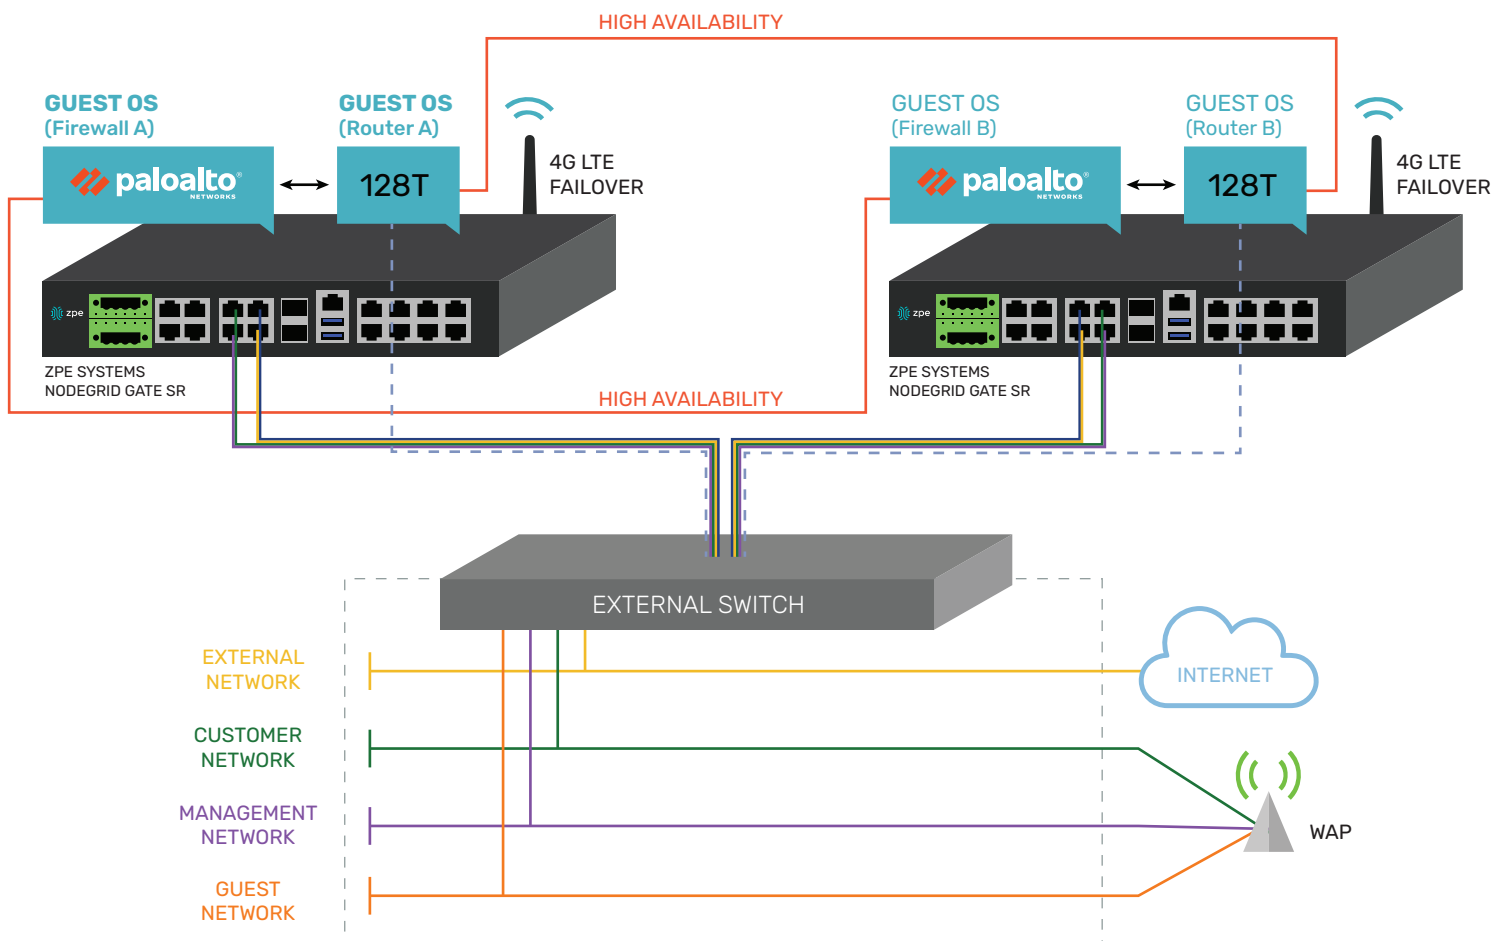 HIGH AVAILABILITY
GUEST OS
(Firewall A)
GUEST OS
(Router A)
paloalto®
NETWORKS
128T
4G LTE
FAILOVER
GUEST OS
(Firewall B)
GUEST OS
(Router B)
paloalto®
NETWORKS
128T
4G LTE
FAILOVER
zpe
zpe
ZPE SYSTEMS
NODEGRID GATE SR
ZPE SYSTEMS
NODEGRID GATE SR
HIGH AVAILABILITY
EXTERNAL SWITCH
EXTERNAL
NETWORK
INTERNET
CUSTOMER
NETWORK
MANAGEMENT
NETWORK
WAP
GUEST
NETWORK